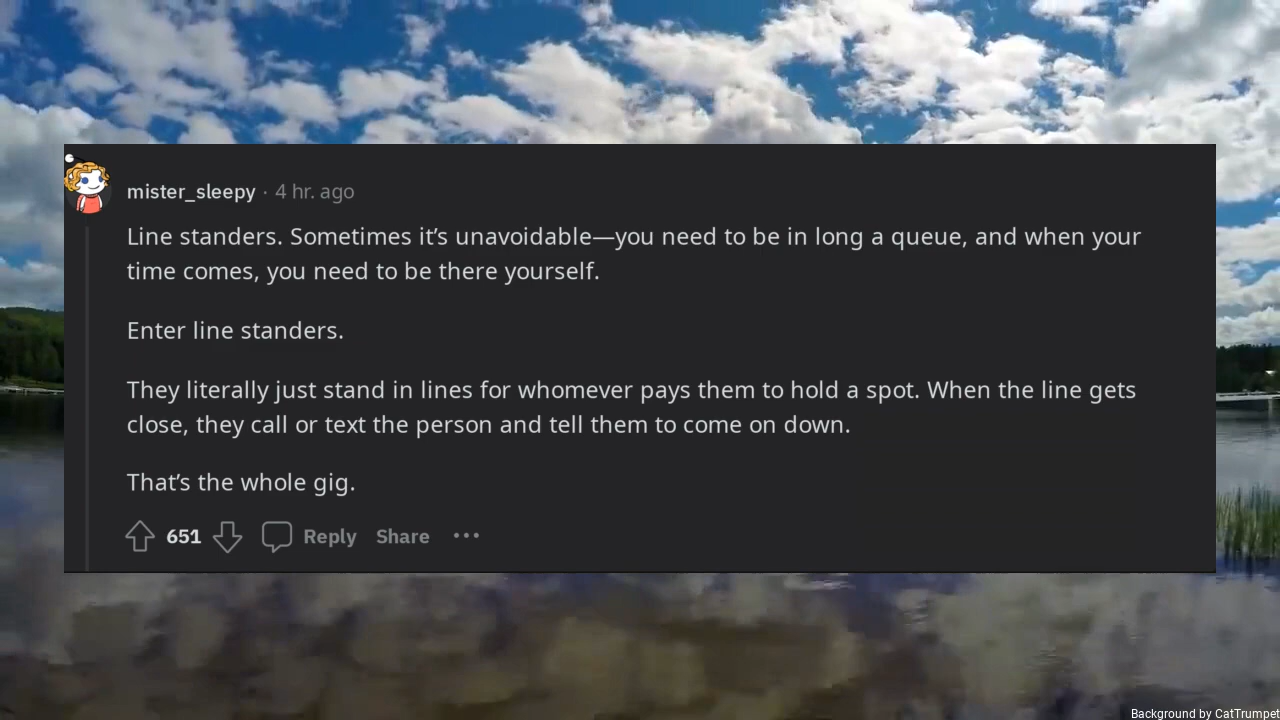 mister_sleepy · 4 hr. ago
Line standers. Sometimes it’s unavoidable—you need to be in long a queue, and when your
time comes, you need to be there yourself.
Enter line standers.
They literally just stand in lines for whomever pays them to hold a spot. When the line gets
close, they call or text the person and tell them to come on down.
That’s the whole gig.
651 Reply Share •••
Background by CatTrumpet